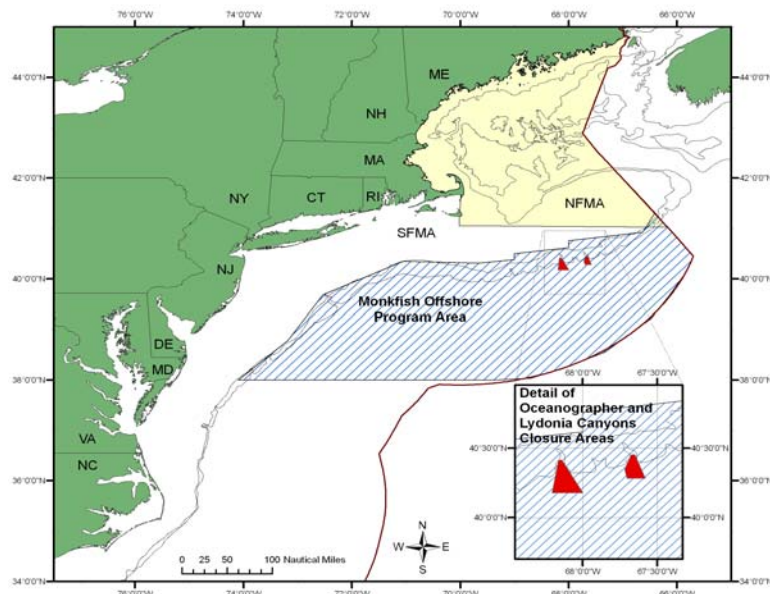 76°0'0"W
74°0'0"W
72°0'0"W
70°0'0"W
68°0'0"W
66°0'0"W
44°0'0"N
44°0'0"N
ME
NH
MA
42°0'0"N
42°0'0"N
NY
CT
RI
NFMA
SFMA
40°0'0"N
40°0'0"N
NJ
Monkfish Offshore
Program Area
DE
MD
38°0'0"N
38°0'0"N
68°0'0"W
67°30'0"W
Detail of
Oceanographer and
Lydonia Canyons
Closure Areas
VA
NC
40°30'0"N
40°30'0"N
36°0'0"N
36°0'0"N
40°0'0"N
40°0'0"N
N
W
E
S
0 25 50 100 Nautical Miles
68°0'0"W
67°30'0"W
34°0'0"N
34°0'0"N
76°0'0"W
74°0'0"W
72°0'0"W
70°0'0"W
68°0'0"W
66°0'0"W